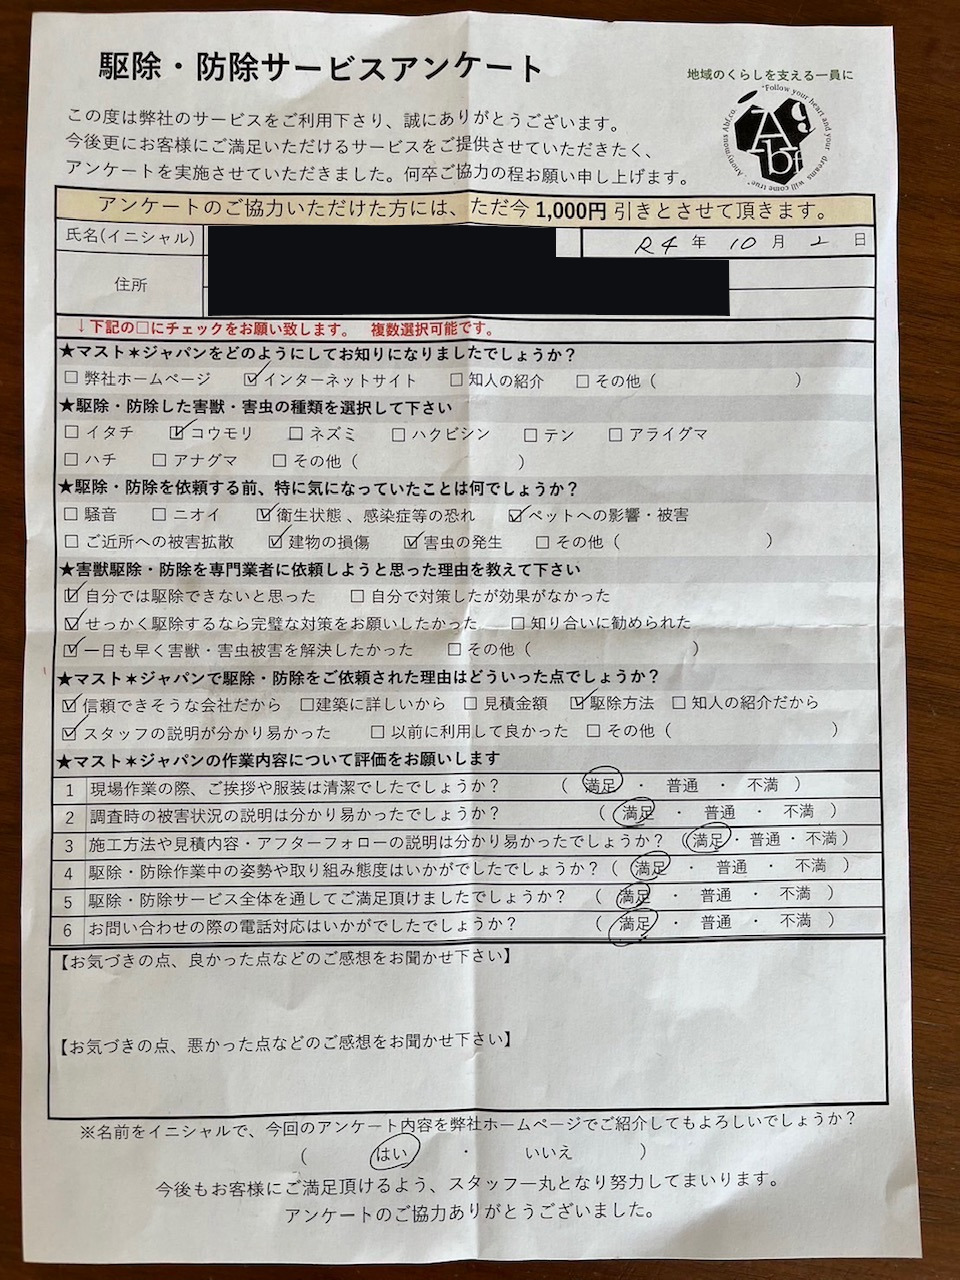 駆除・防除サービスアンケート
地域のくらしを支える一員に
"Follow your heart and your dreams will come true". Anonymous Abf.co.
Ag
bf
この度は弊社のサービスをご利用下さり、誠にありがとうございます。
今後更にお客様にご満足いただけるサービスをご提供させていただきたく、
アンケートを実施させていただきました。何卒ご協力の程お願い申し上げます。
アンケートのご協力いただけた方には、ただ今 1,000円 引きとさせて頂きます。
氏名(イニシャル) R4 年 10 月 2 日
住所
↓下記の□にチェックをお願い致します。 複数選択可能です。
★マスト＊ジャパンをどのようにしてお知りになりましたでしょうか？
□ 弊社ホームページ ☑インターネットサイト □知人の紹介 □その他（ ）
★駆除・防除した害獣・害虫の種類を選択して下さい
□ イタチ ☑コウモリ □ ネズミ □ ハクビシン □ テン □ アライグマ
□ ハチ □ アナグマ □ その他（ ）
★駆除・防除を依頼する前、特に気になっていたことは何でしょうか？
□ 騒音 □ ニオイ ☑衛生状態 、感染症等の恐れ ☑ペットへの影響・被害
□ ご近所への被害拡散 ☑建物の損傷 ☑害虫の発生 □ その他（ ）
★害獣駆除・防除を専門業者に依頼しようと思った理由を教えて下さい
☑自分では駆除できないと思った □自分で対策したが効果がなかった
☑せっかく駆除するなら完璧な対策をお願いしたかった □知り合いに勧められた
☑一日も早く害獣・害虫被害を解決したかった □その他（ ）
★マスト＊ジャパンで駆除・防除をご依頼された理由はどういった点でしょうか？
☑信頼できそうな会社だから □建築に詳しいから □見積金額 ☑駆除方法 □知人の紹介だから
☑スタッフの説明が分かり易かった □以前に利用して良かった □その他（ ）
★マスト＊ジャパンの作業内容について評価をお願いします
1 現場作業の際、ご挨拶や服装は清潔でしたでしょうか？ （ 満足 ・ 普通 ・ 不満 ）
2 調査時の被害状況の説明は分かり易かったでしょうか？ （ 満足 ・ 普通 ・ 不満 ）
3 施工方法や見積内容・アフターフォローの説明は分かり易かったでしょうか？（満足・普通・不満）
4 駆除・防除作業中の姿勢や取り組み態度はいかがでしたでしょうか？（ 満足 ・ 普通 ・ 不満 ）
5 駆除・防除サービス全体を通してご満足頂けましたでしょうか？ （ 満足 ・ 普通 ・ 不満 ）
6 お問い合わせの際の電話対応はいかがでしたでしょうか？ （ 満足 ・ 普通 ・ 不満 ）
【お気づきの点、良かった点などのご感想をお聞かせ下さい】
【お気づきの点、悪かった点などのご感想をお聞かせ下さい】
※名前をイニシャルで、今回のアンケート内容を弊社ホームページでご紹介してもよろしいでしょうか？
（ はい ・ いいえ ）
今後もお客様にご満足頂けるよう、スタッフ一丸となり努力してまいります。
アンケートのご協力ありがとうございました。